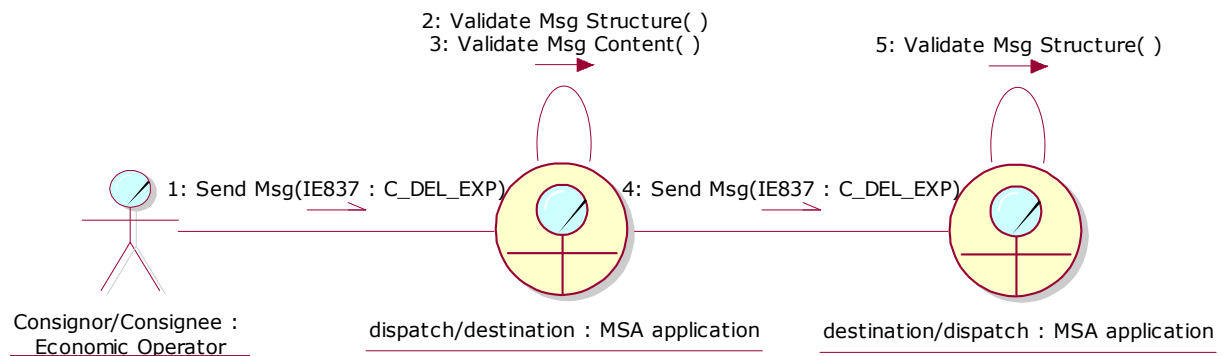 2: Validate Msg Structure( )
3: Validate Msg Content( )
5: Validate Msg Structure( )
1: Send Msg(IE837 : C_DEL_EXP)
4: Send Msg(IE837 : C_DEL_EXP)
Consignor/Consignee :
Economic Operator
dispatch/destination : MSA application
destination/dispatch : MSA application